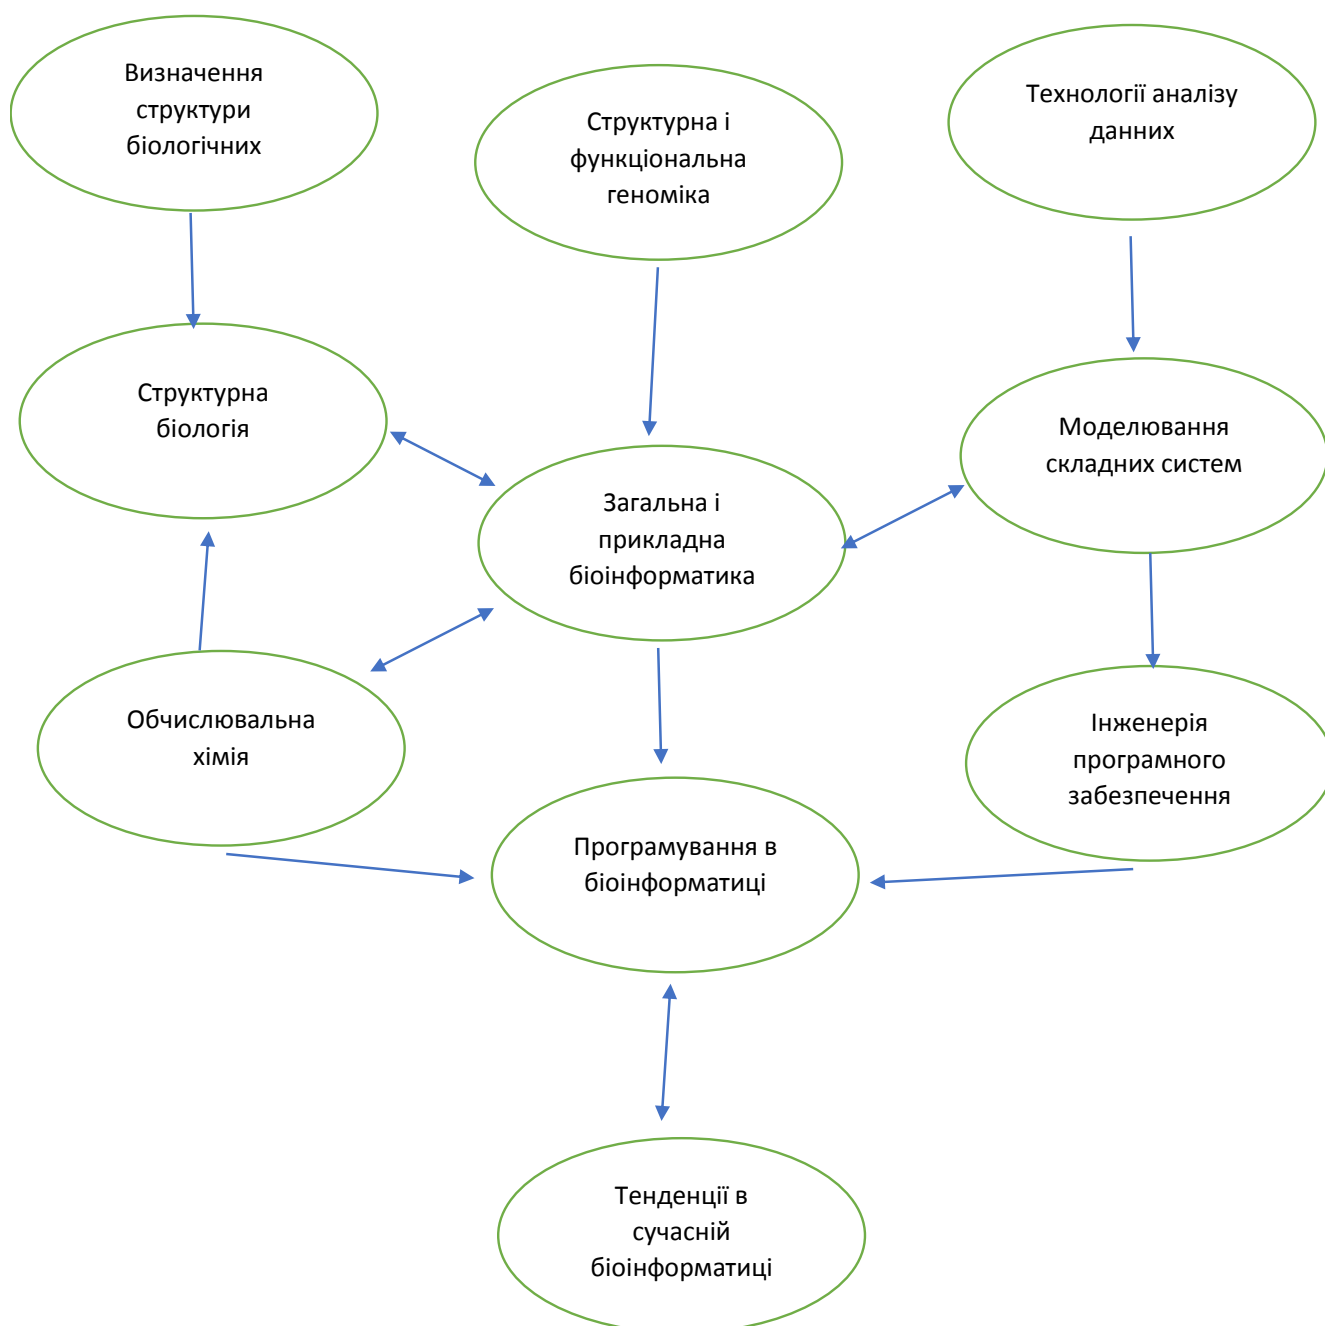 Визначення
структури
біологічних
Структурна і
функціональна
геноміка
Технології аналізу
данних
Структурна
біологія
Моделювання
складних систем
Загальна і
прикладна
біоінформатика
Обчислювальна
хімія
Інженерія
програмного
забезпечення
Програмування в
біоінформатиці
Тенденції в
сучасній
біоінформатиці